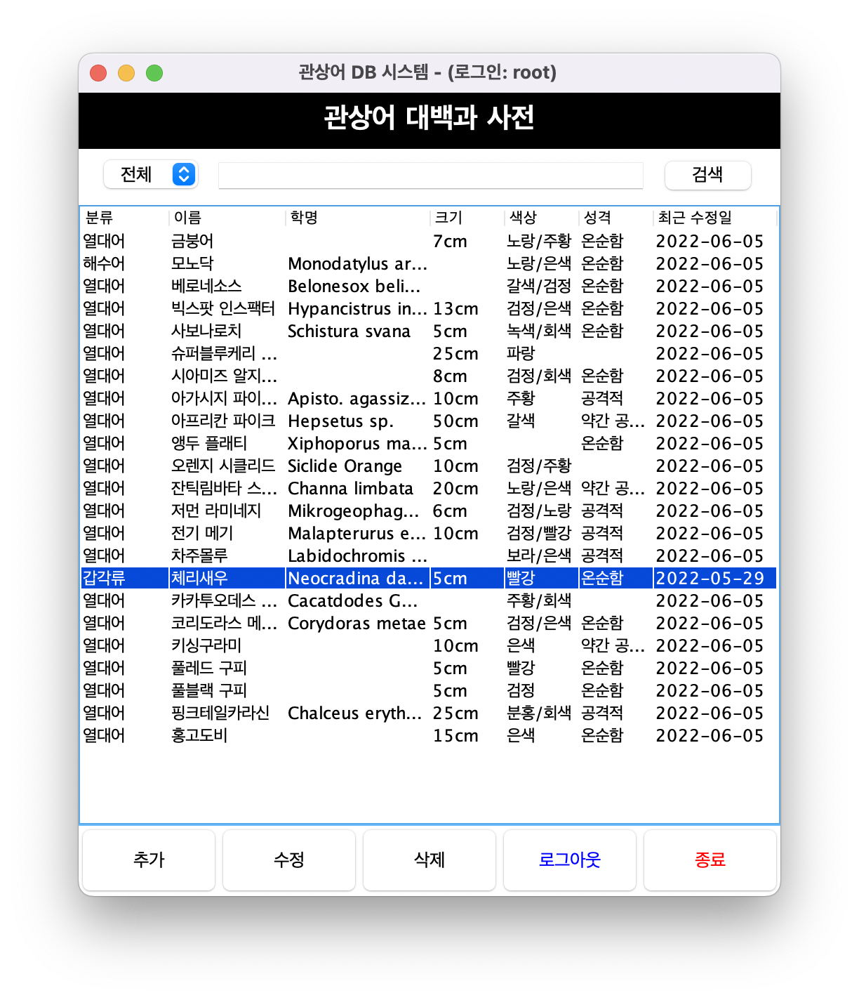 관상어 DB 시스템 - (로그인: root)
관상어 대백과 사전
전체 검색
분류 이름 학명 크기 색상 성격 최근 수정일
열대어 금붕어 7cm 노랑/주황 온순함 2022-06-05
해수어 모노닥 Monodatylus ar... 노랑/은색 온순함 2022-06-05
열대어 베로네소스 Belonesox beli... 갈색/검정 온순함 2022-06-05
열대어 빅스팟 인스팩터 Hypancistrus in... 13cm 검정/은색 온순함 2022-06-05
열대어 사보나로치 Schistura svana 5cm 녹색/회색 온순함 2022-06-05
열대어 슈퍼블루케리 ... 25cm 파랑 2022-06-05
열대어 시아미즈 알지... 8cm 검정/회색 온순함 2022-06-05
열대어 아가시지 파이... Apisto. agassiz... 10cm 주황 공격적 2022-06-05
열대어 아프리칸 파이크 Hepsetus sp. 50cm 갈색 약간 공... 2022-06-05
열대어 앵두 플래티 Xiphoporus ma... 5cm 온순함 2022-06-05
열대어 오렌지 시클리드 Siclide Orange 10cm 검정/주황 2022-06-05
열대어 잔틱림바타 스... Channa limbata 20cm 노랑/은색 약간 공... 2022-06-05
열대어 저먼 라미네지 Mikrogeophag... 6cm 검정/노랑 공격적 2022-06-05
열대어 전기 메기 Malapterurus e... 10cm 검정/빨강 공격적 2022-06-05
열대어 차주몰루 Labidochromis ... 보라/은색 공격적 2022-06-05
갑각류 체리새우 Neocradina da... 5cm 빨강 온순함 2022-05-29
열대어 카카투오데스 ... Cacatdodes G... 주황/회색 2022-06-05
열대어 코리도라스 메... Corydoras metae 5cm 검정/은색 온순함 2022-06-05
열대어 키싱구라미 10cm 은색 약간 공... 2022-06-05
열대어 풀레드 구피 5cm 빨강 온순함 2022-06-05
열대어 풀블랙 구피 5cm 검정 온순함 2022-06-05
열대어 핑크테일카라신 Chalceus eryth... 25cm 분홍/회색 공격적 2022-06-05
열대어 홍고도비 15cm 은색 온순함 2022-06-05
추가 수정 삭제 로그아웃 종료